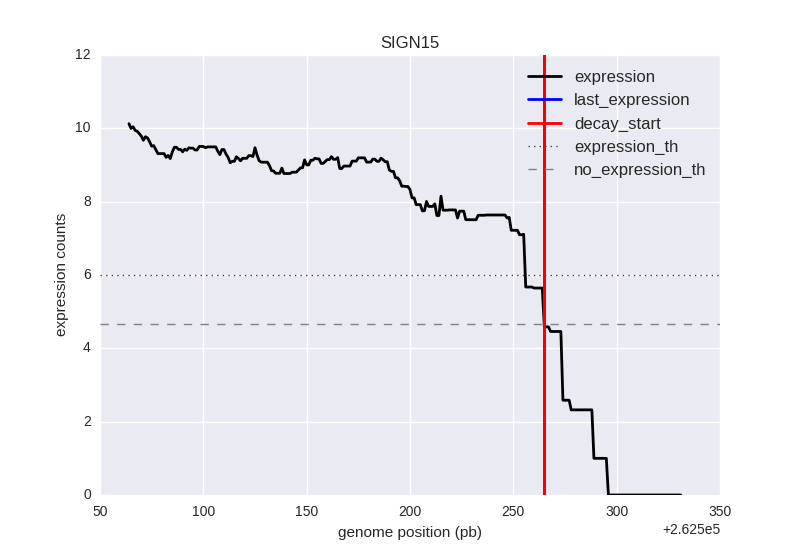 SIGN15
12
10
8
6
4
2
0
expression counts
expression
last_expression
decay_start
expression_th
no_expression_th
50 100 150 200 250 300 350
+2.625e5
genome position (pb)